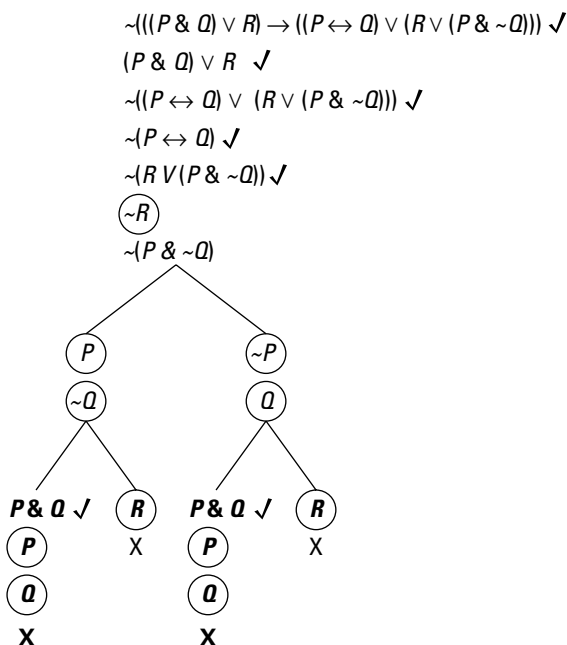 ~(((P & Q) ∨ R) → ((P ↔ Q) ∨ (R ∨ (P & ~Q))) ✓
(P & Q) ∨ R ✓
~((P ↔ Q) ∨ (R ∨ (P & ~Q))) ✓
~(P ↔ Q) ✓
~(R V (P & ~Q)) ✓
~R
~(P & ~Q)
P ~P
~Q Q
P & Q ✓ R P & Q ✓ R
P X P X
Q Q
X X